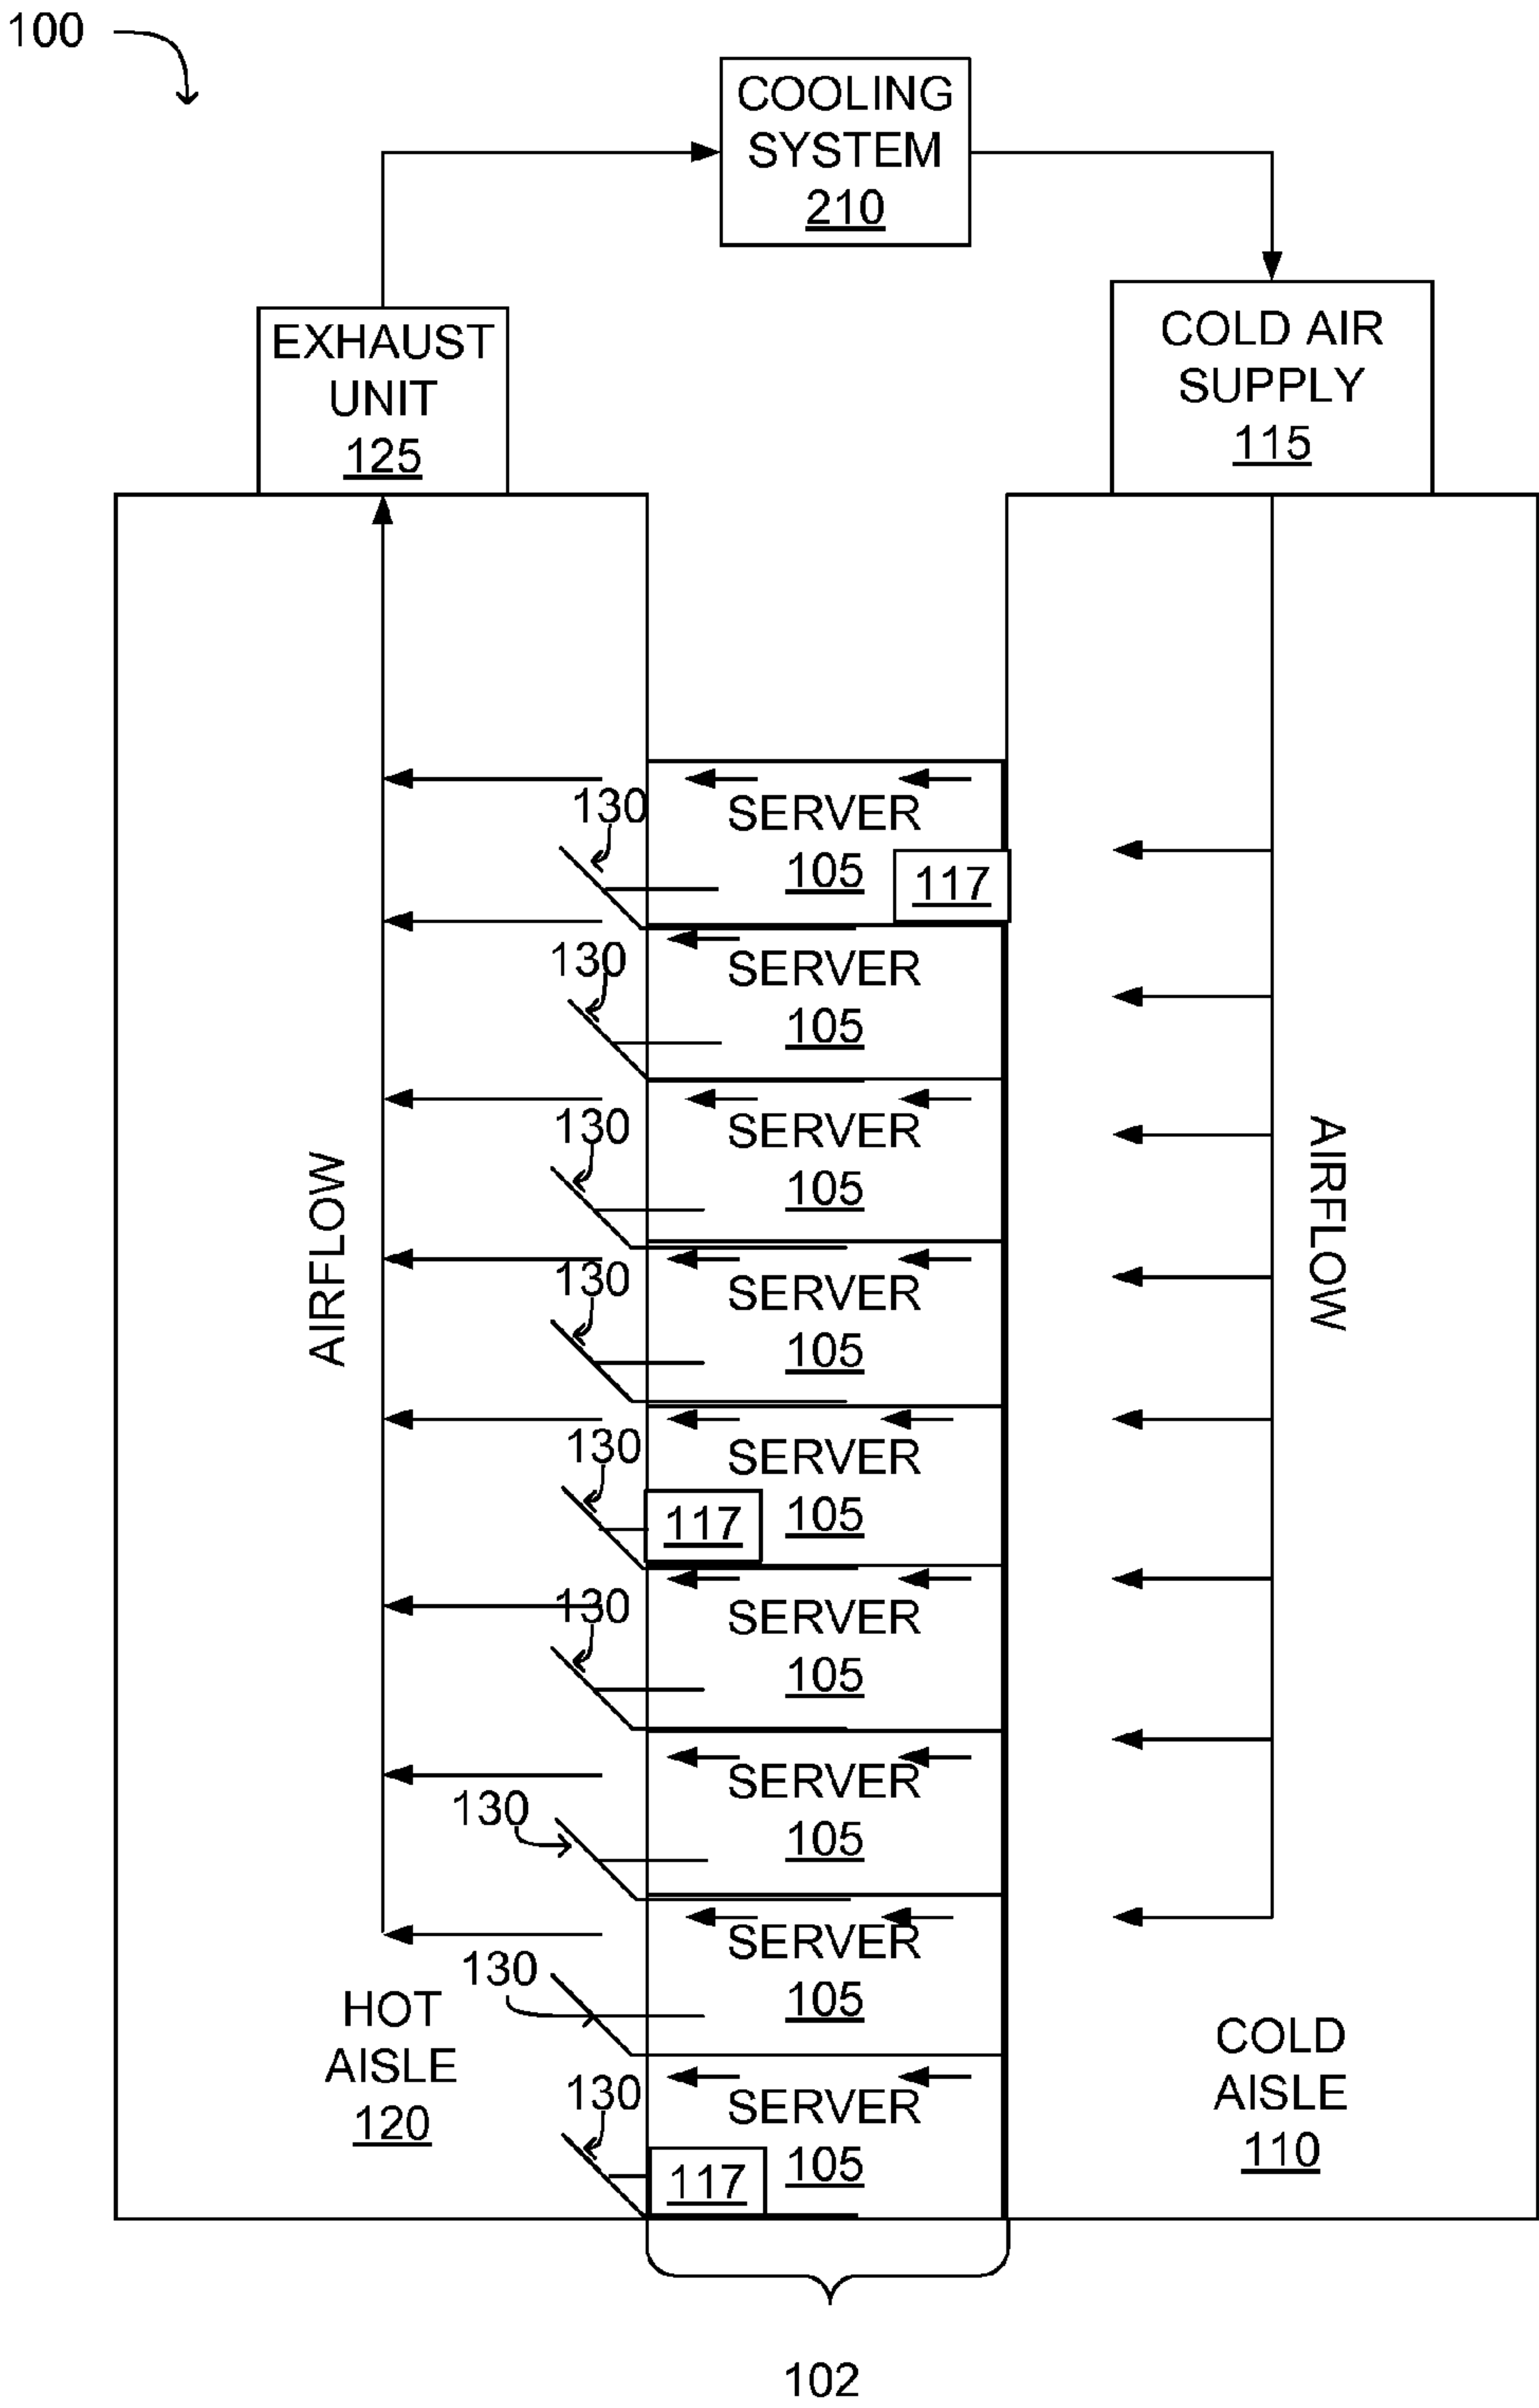 100
COOLING
SYSTEM
210
EXHAUST
UNIT
125
COLD AIR
SUPPLY
115
130
SERVER
105
117
130
SERVER
105
130
SERVER
105
AIRFLOW
AIRFLOW
130
SERVER
105
130
SERVER
117
105
130
SERVER
105
130
SERVER
105
130
SERVER
105
HOT
AISLE
120
COLD
AISLE
110
130
SERVER
117
105
102